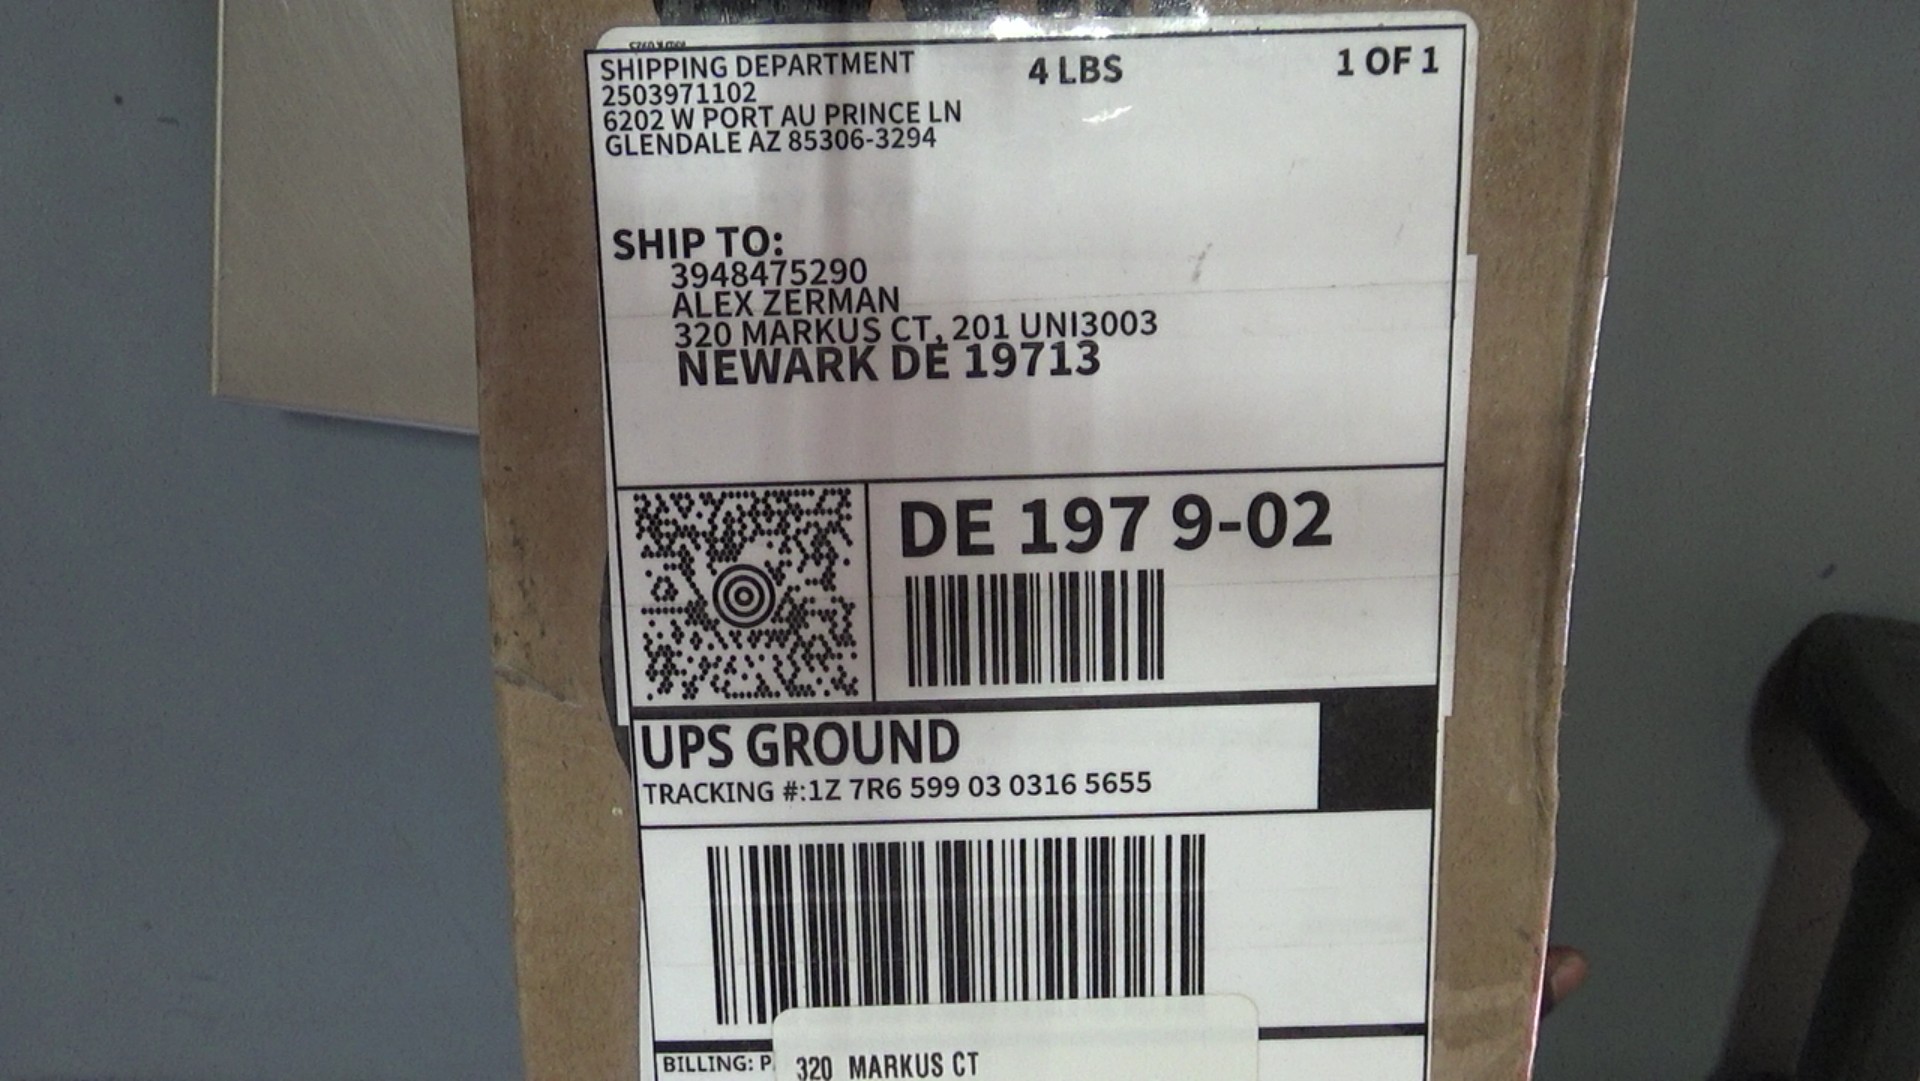 SHIPPING DEPARTMENT
2503971102
6202 W PORT AU PRINCE LN
GLENDALE AZ 85306-3294
4 LBS
1 OF 1
SHIP TO:
3948475290
ALEX ZERMAN
320 MARKUS CT, 201 UNI3003
NEWARK DE 19713
DE 197 9-02
UPS GROUND
TRACKING #:1Z 7R6 599 03 0316 5655
BILLING: P
320 MARKUS CT